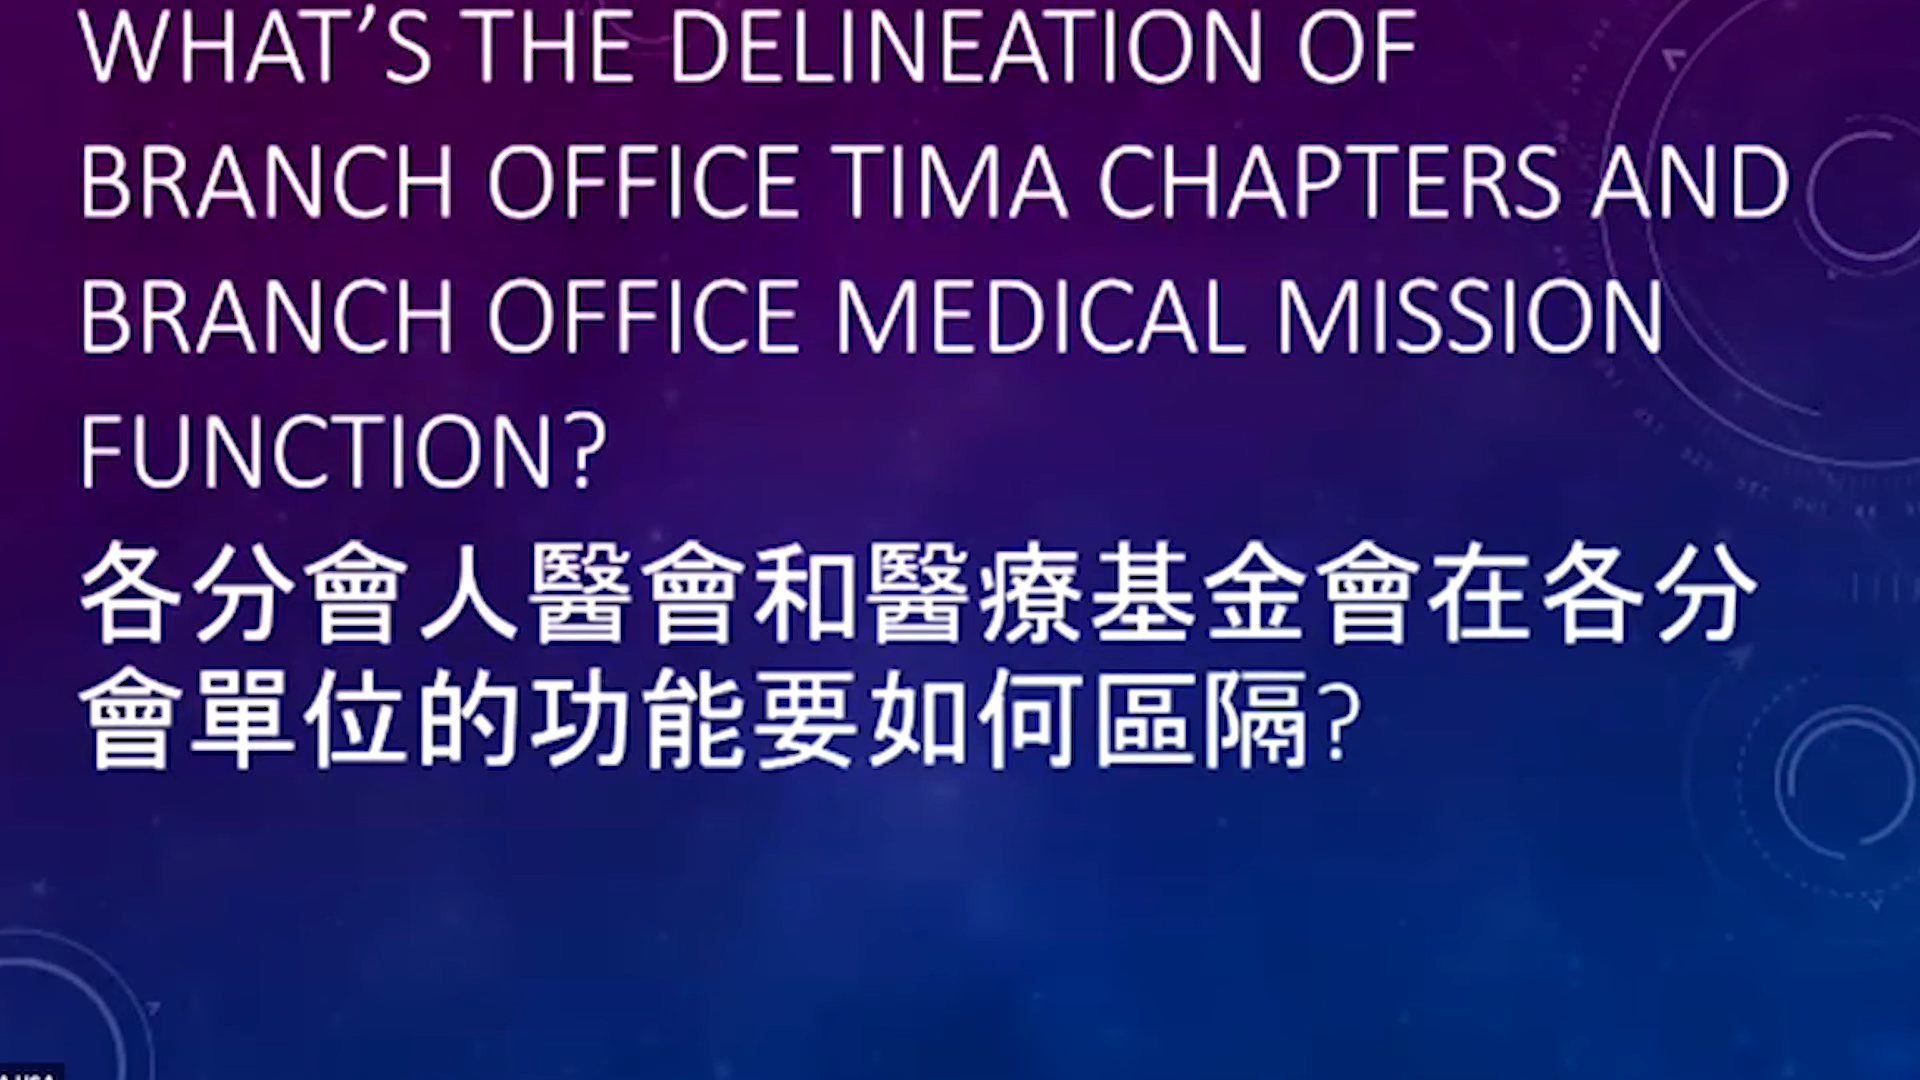 WHAT’S THE DELINEATION OF
BRANCH OFFICE TIMA CHAPTERS AND
BRANCH OFFICE MEDICAL MISSION
FUNCTION?
各分會人醫會和醫療基金會在各分
會單位的功能要如何區隔?